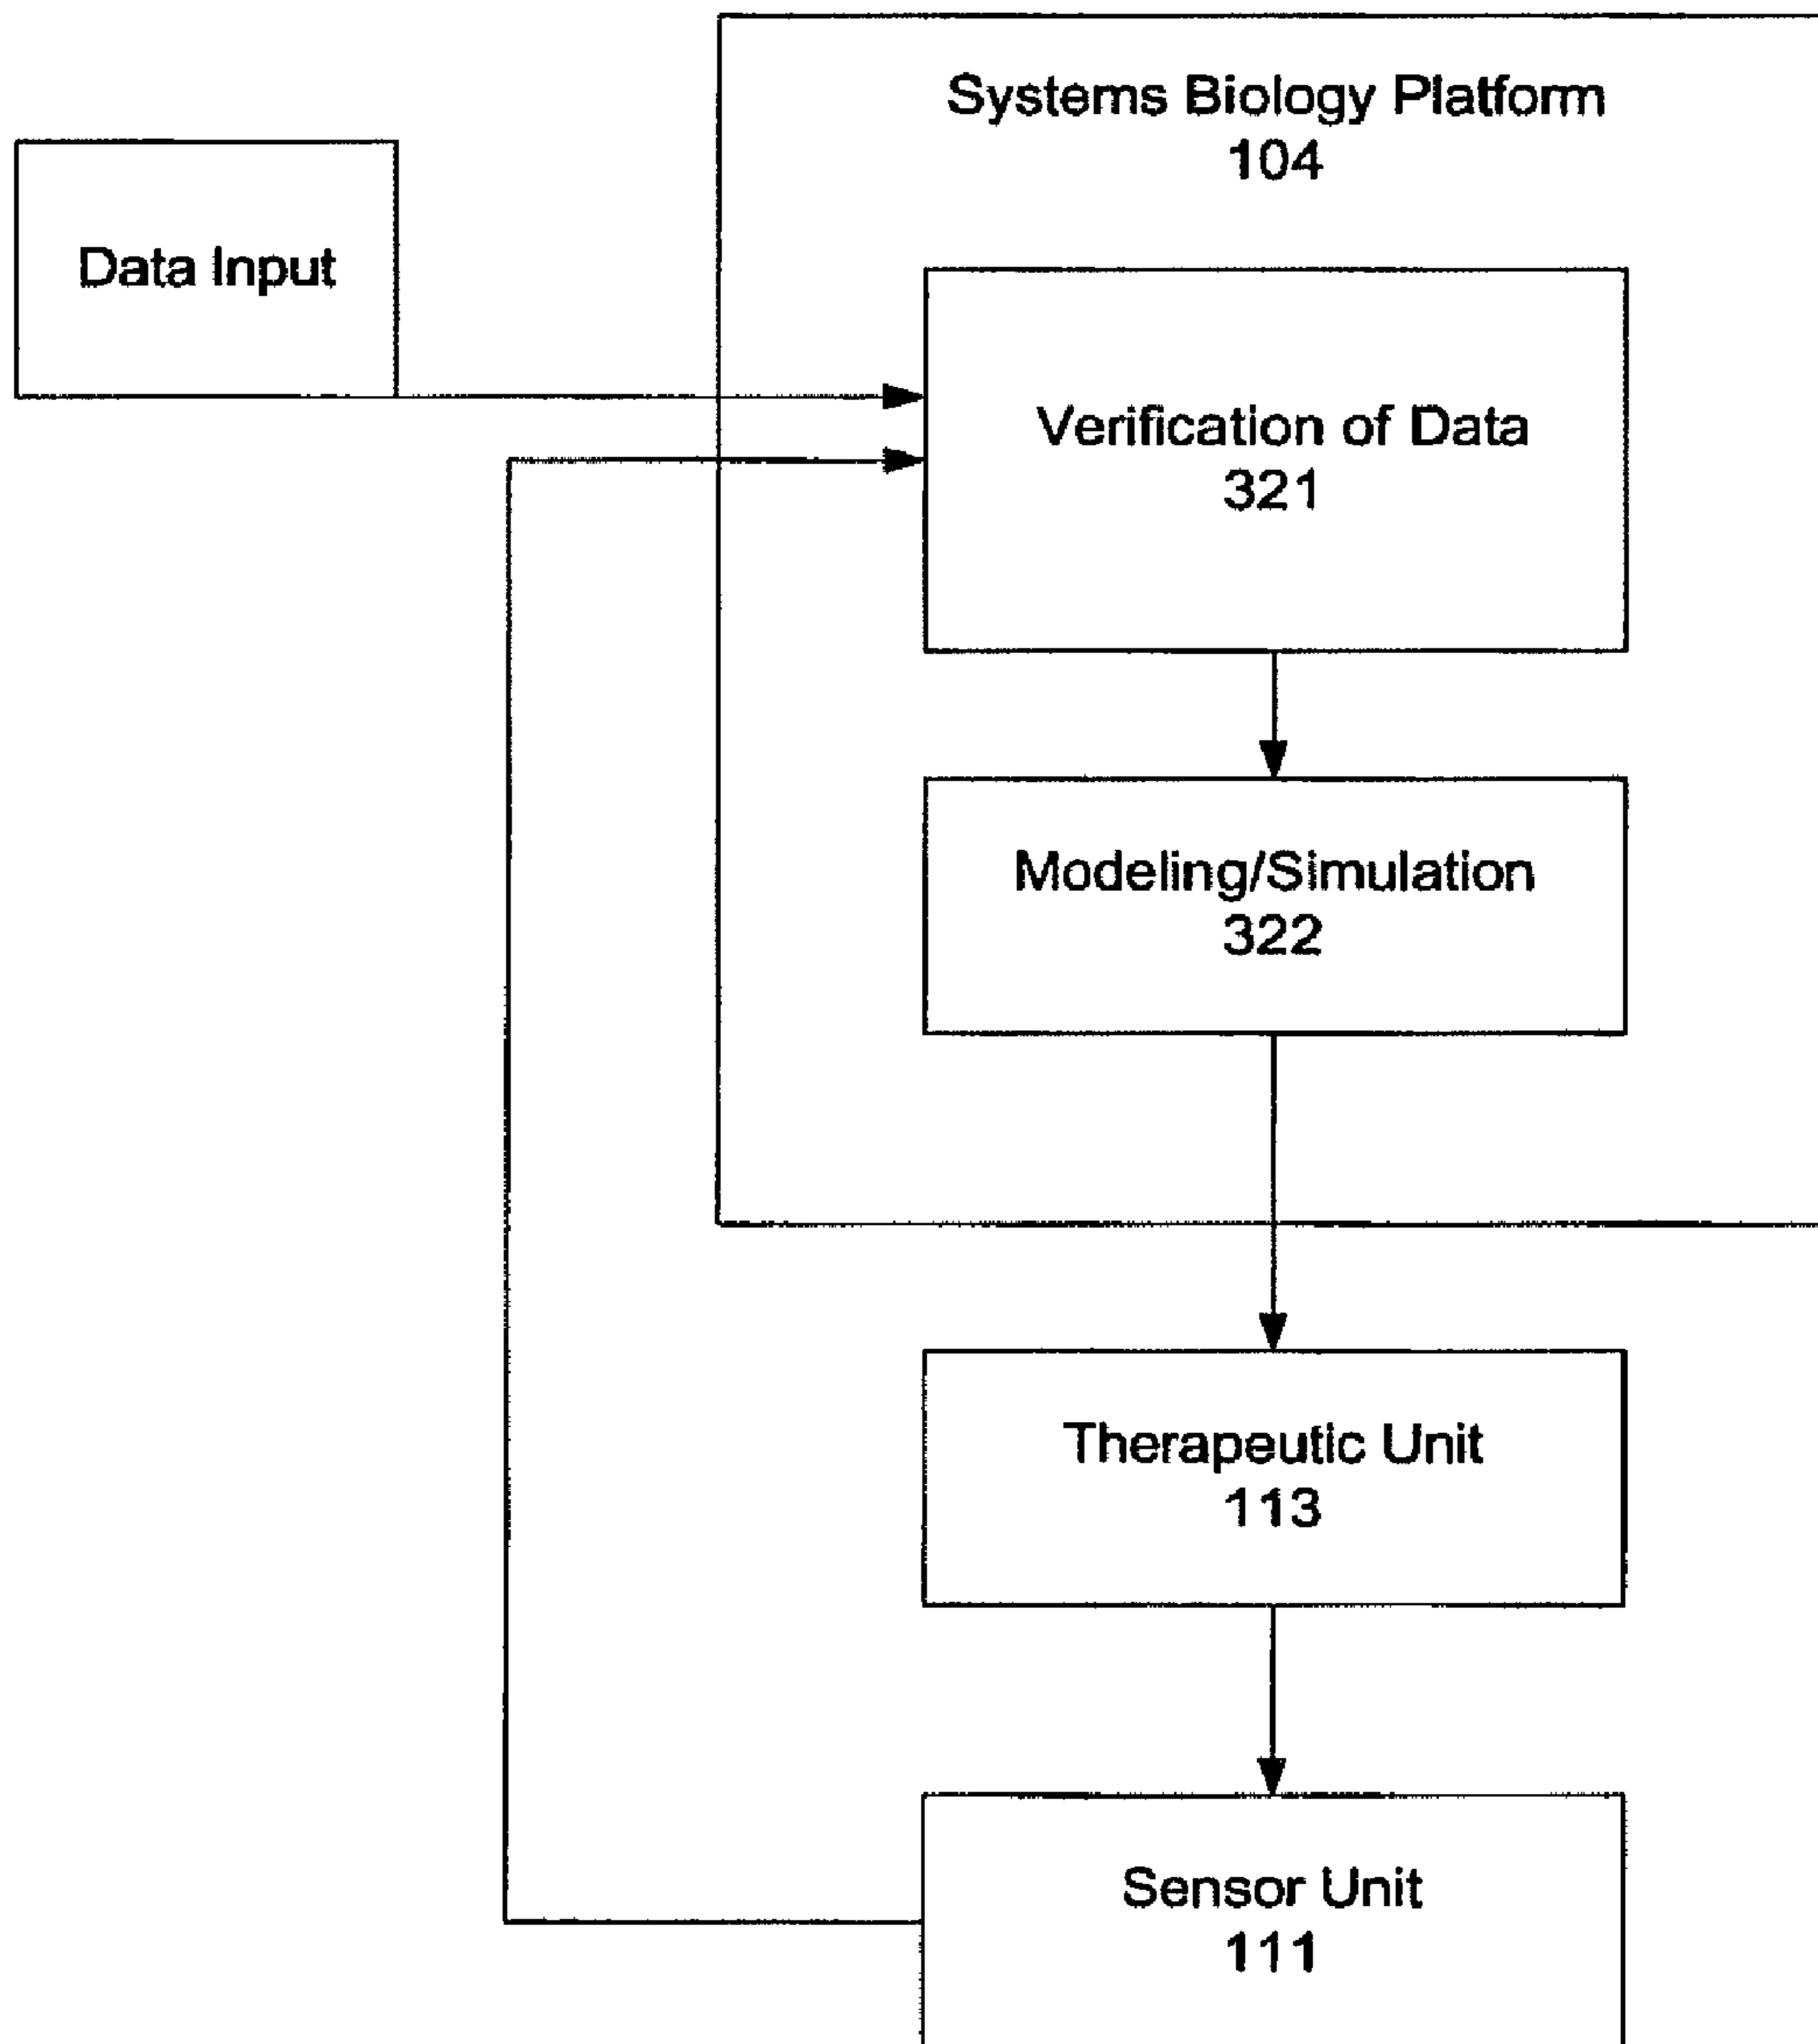 Systems Biology Platform
104
Data Input
Verification of Data
321
Modeling/Simulation
322
Therapeutic Unit
113
Sensor Unit
111